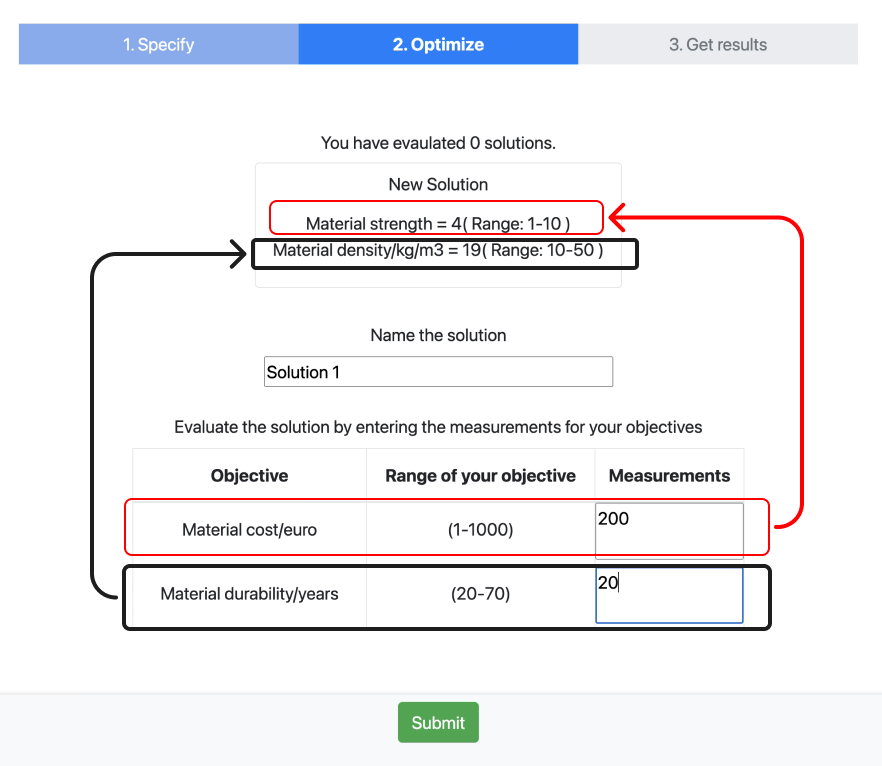 1. Specify
2. Optimize
3. Get results
You have evaulated 0 solutions.
New Solution
Material strength = 4( Range: 1-10 )
Material density/kg/m3 = 19( Range: 10-50 )
Name the solution
Solution 1
Evaluate the solution by entering the measurements for your objectives
Objective Range of your objective Measurements
Material cost/euro (1-1000) 200
Material durability/years (20-70) 20
Submit